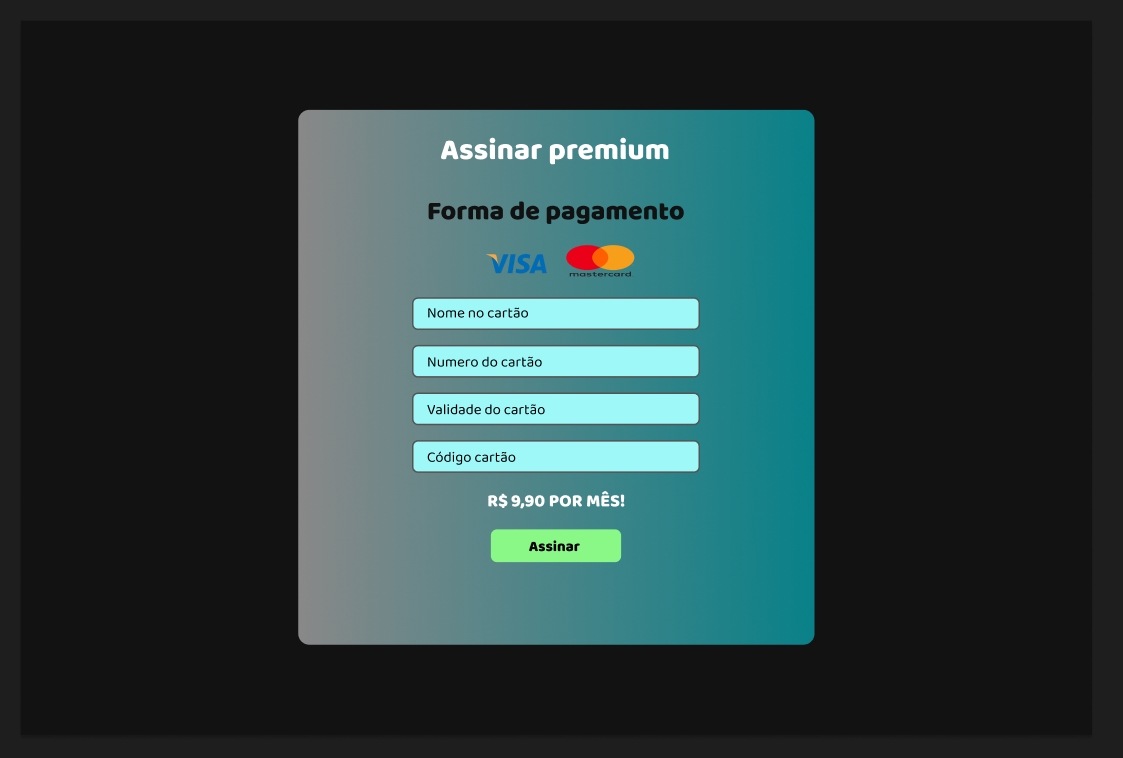 Assinar premium
Forma de pagamento
VISA mastercard
Nome no cartão
Numero do cartão
Validade do cartão
Código cartão
R$ 9,90 POR MÊS!
Assinar